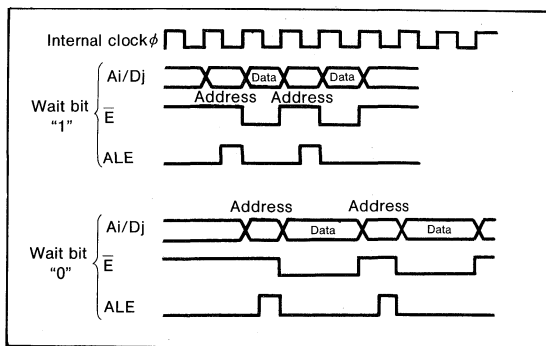 Internal clock ϕ
Ai/Dj
Data
Data
Address
Address
Wait bit
"1"
E̅
ALE
Address
Address
Ai/Dj
Data
Data
Wait bit
"0"
E̅
ALE